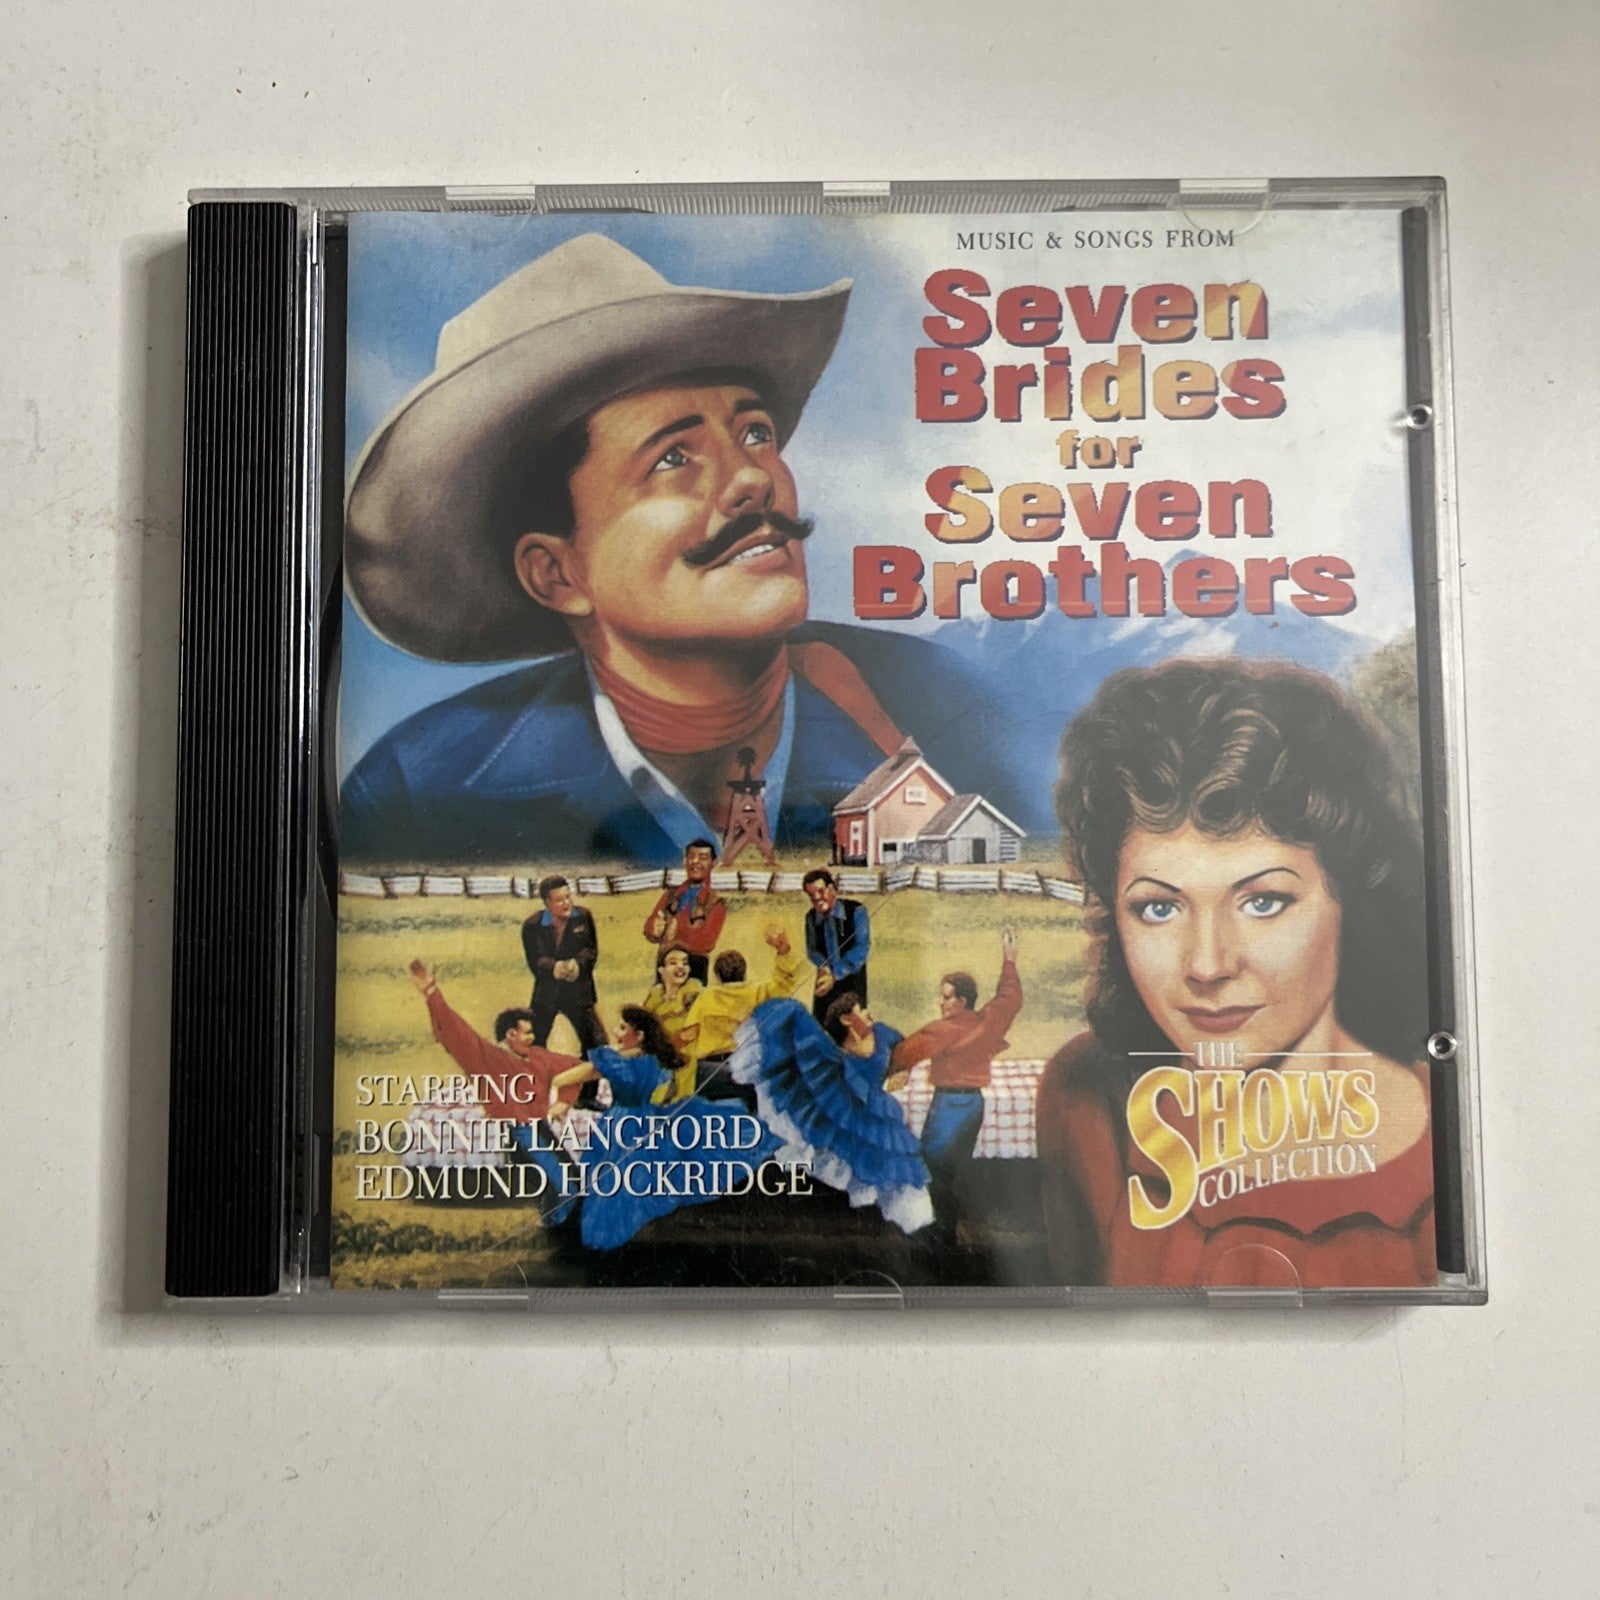 MUSIC & SONGS FROM
Seven
Brides
for
Seven
Brothers
STARRING
BONNIE LANGFORD
EDMUND HOCKRIDGE
THE
SHOWS
COLLECTION